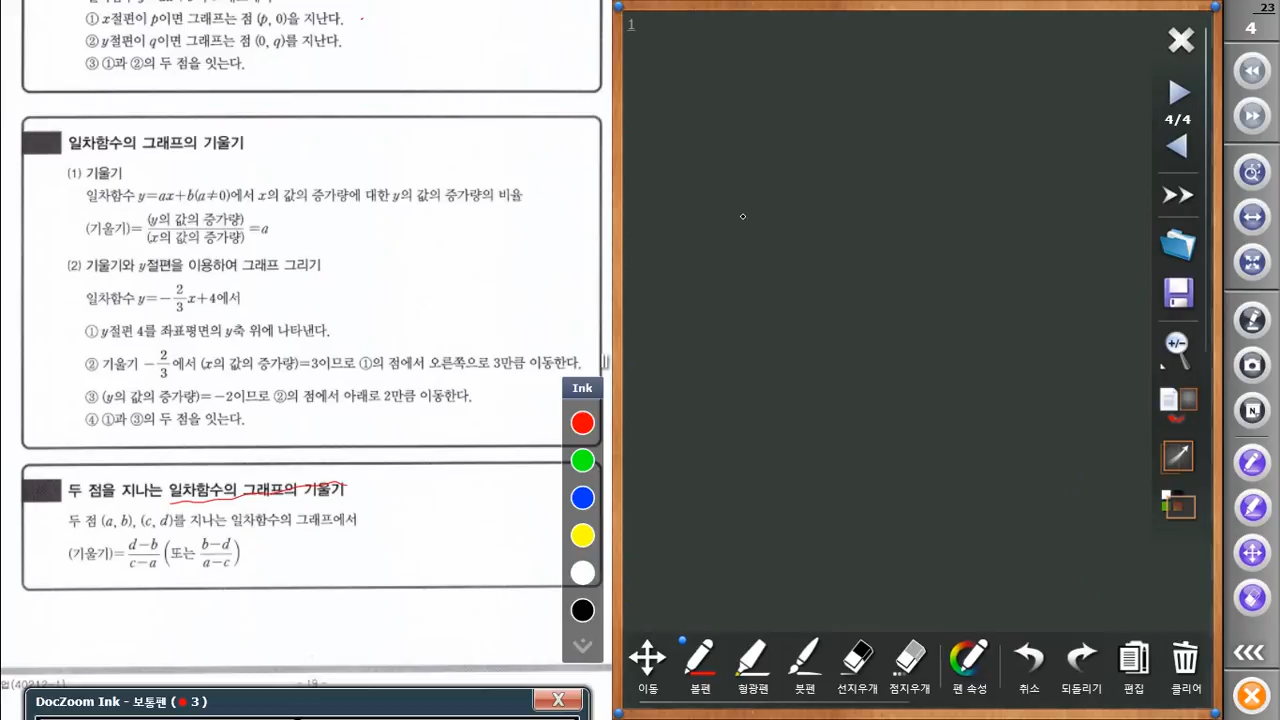 ① x절편이 p이면 그래프는 점 (p, 0)을 지난다.
② y절편이 q이면 그래프는 점 (0, q)를 지난다.
③ ①과 ②의 두 점을 잇는다.
일차함수의 그래프의 기울기
(1) 기울기
일차함수 y=ax+b(a≠0)에서 x의 값의 증가량에 대한 y의 값의 증가량의 비율
(기울기)= (y의 값의 증가량)/(x의 값의 증가량) =a
(2) 기울기와 y절편을 이용하여 그래프 그리기
일차함수 y=-2/3x+4에서
① y절편 4를 좌표평면의 y축 위에 나타낸다.
② 기울기 -2/3에서 (x의 값의 증가량)=3이므로 ①의 점에서 오른쪽으로 3만큼 이동한다.
③ (y의 값의 증가량)=-2이므로 ②의 점에서 아래로 2만큼 이동한다.
④ ①과 ③의 두 점을 잇는다.
두 점을 지나는 일차함수의 그래프의 기울기
두 점 (a, b), (c, d)를 지나는 일차함수의 그래프에서
(기울기)= d-b/c-a (또는 b-d/a-c)
- 19 -
Ink
DocZoom Ink - 보통펜 ( 3 )
X
1
4/4
+/-
이동
볼펜
형광펜
붓펜
선지우개
점지우개
펜 속성
취소
되돌리기
편집
클리어
23
4
N